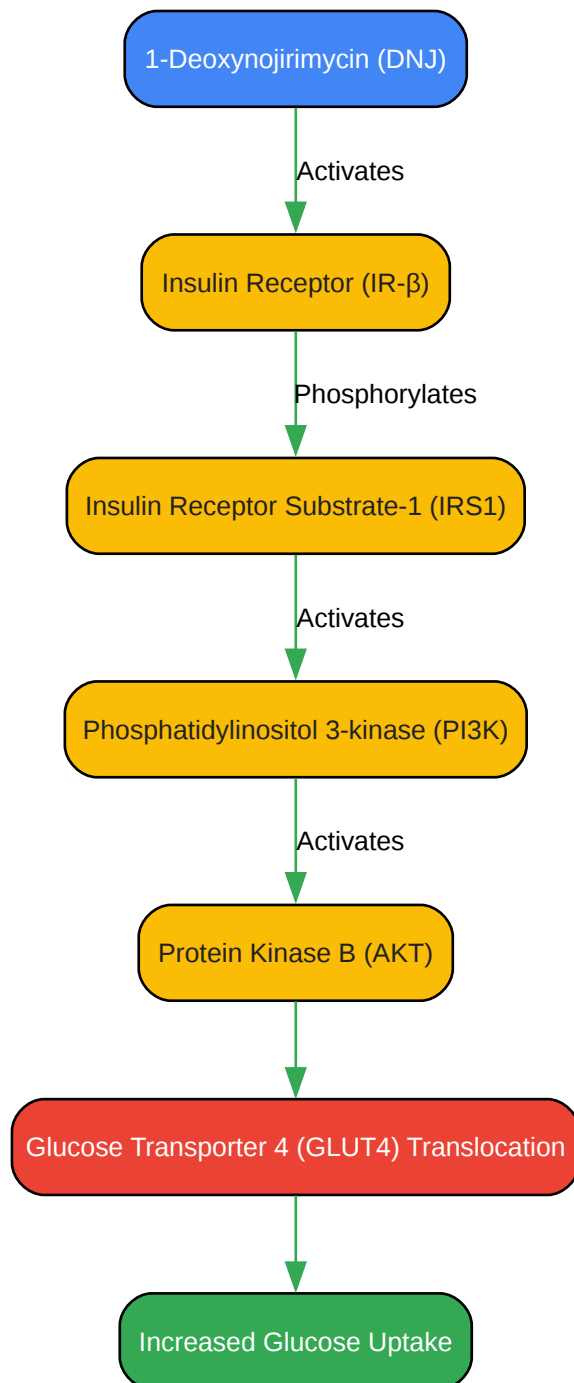 1-Deoxynojirimycin (DNJ)
Activates
Insulin Receptor (IR-β)
Phosphorylates
Insulin Receptor Substrate-1 (IRS1)
Activates
Phosphatidylinositol 3-kinase (PI3K)
Activates
Protein Kinase B (AKT)
Glucose Transporter 4 (GLUT4) Translocation
Increased Glucose Uptake